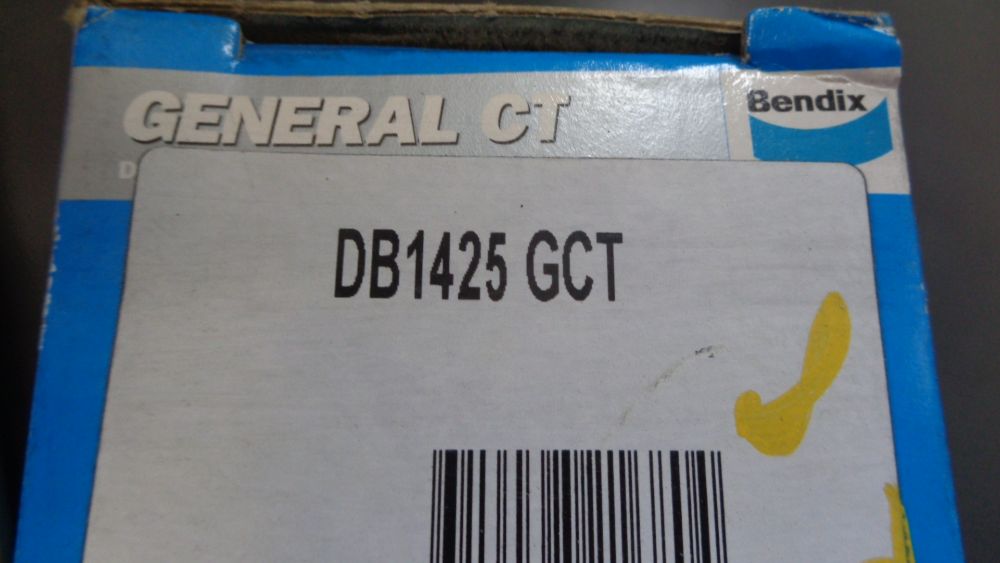 GENERAL CT
Bendix
D
DB1425 GCT